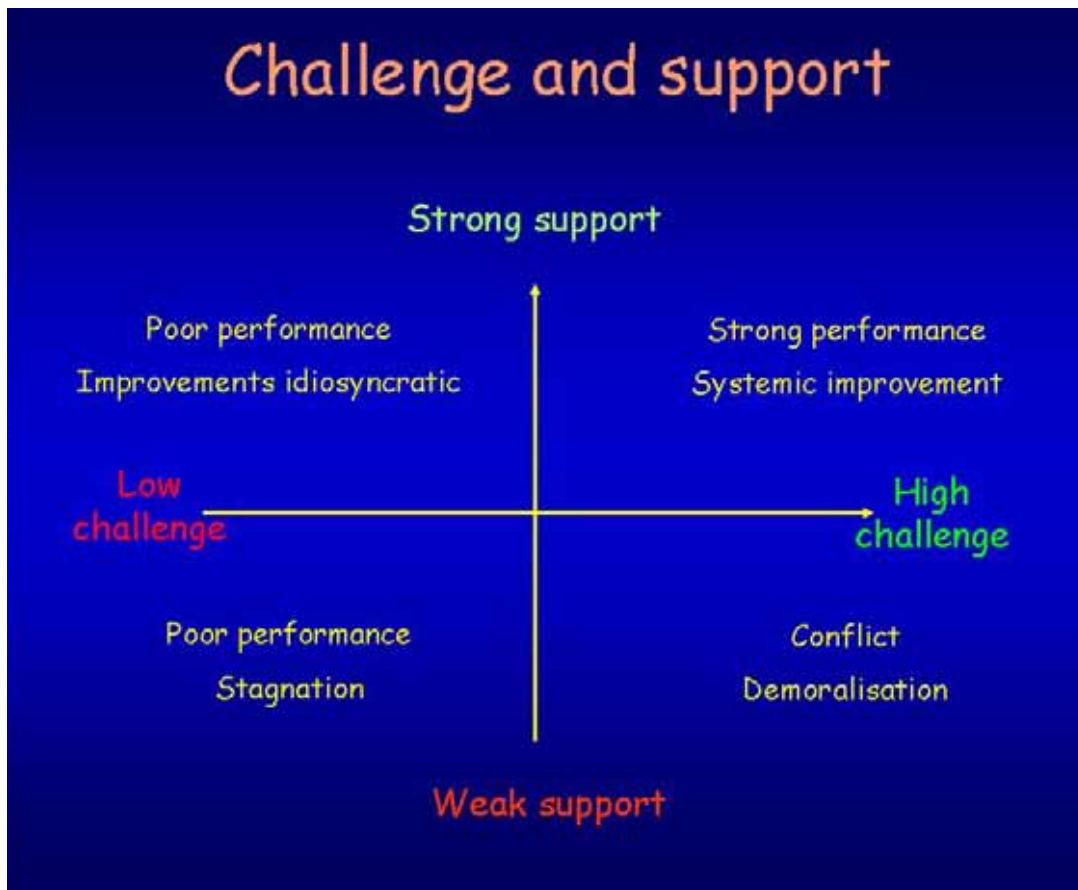 Challenge and support
Strong support
Poor performance
Improvements idiosyncratic
Strong performance
Systemic improvement
Low
challenge
High
challenge
Poor performance
Stagnation
Conflict
Demoralisation
Weak support